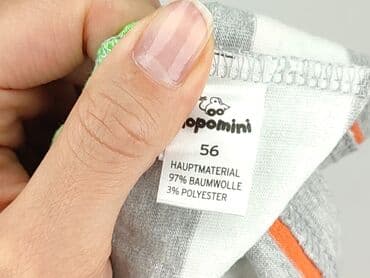 opomini
56
HAUPTMATERIAL
97% BAUMWOLLE
3% POLYESTER